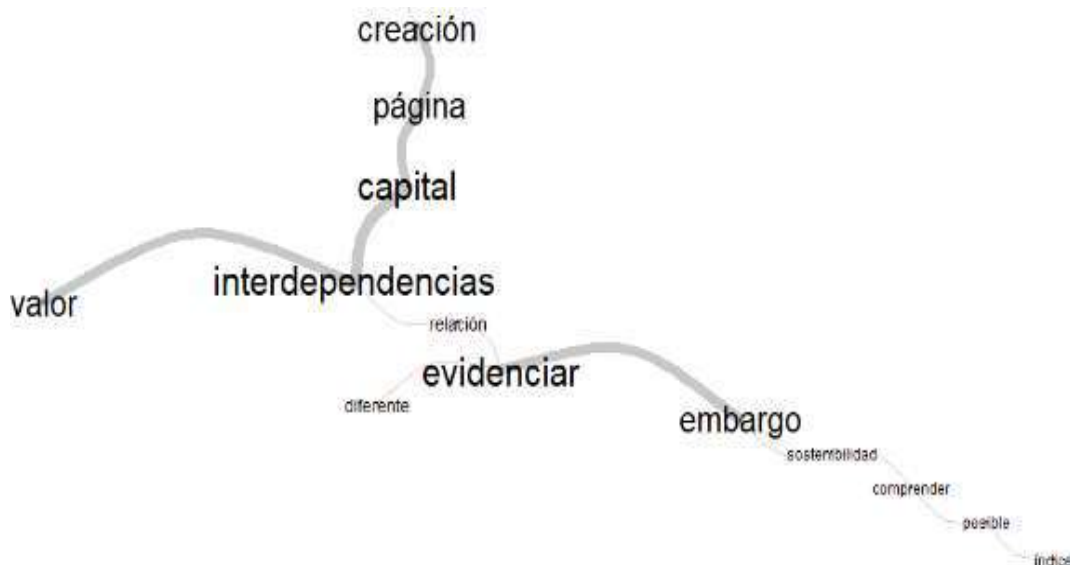 creación
página
capital
interdependencias
valor
relación
evidenciar
diferente
embargo
sostenibilidad
comprender
posible
índice